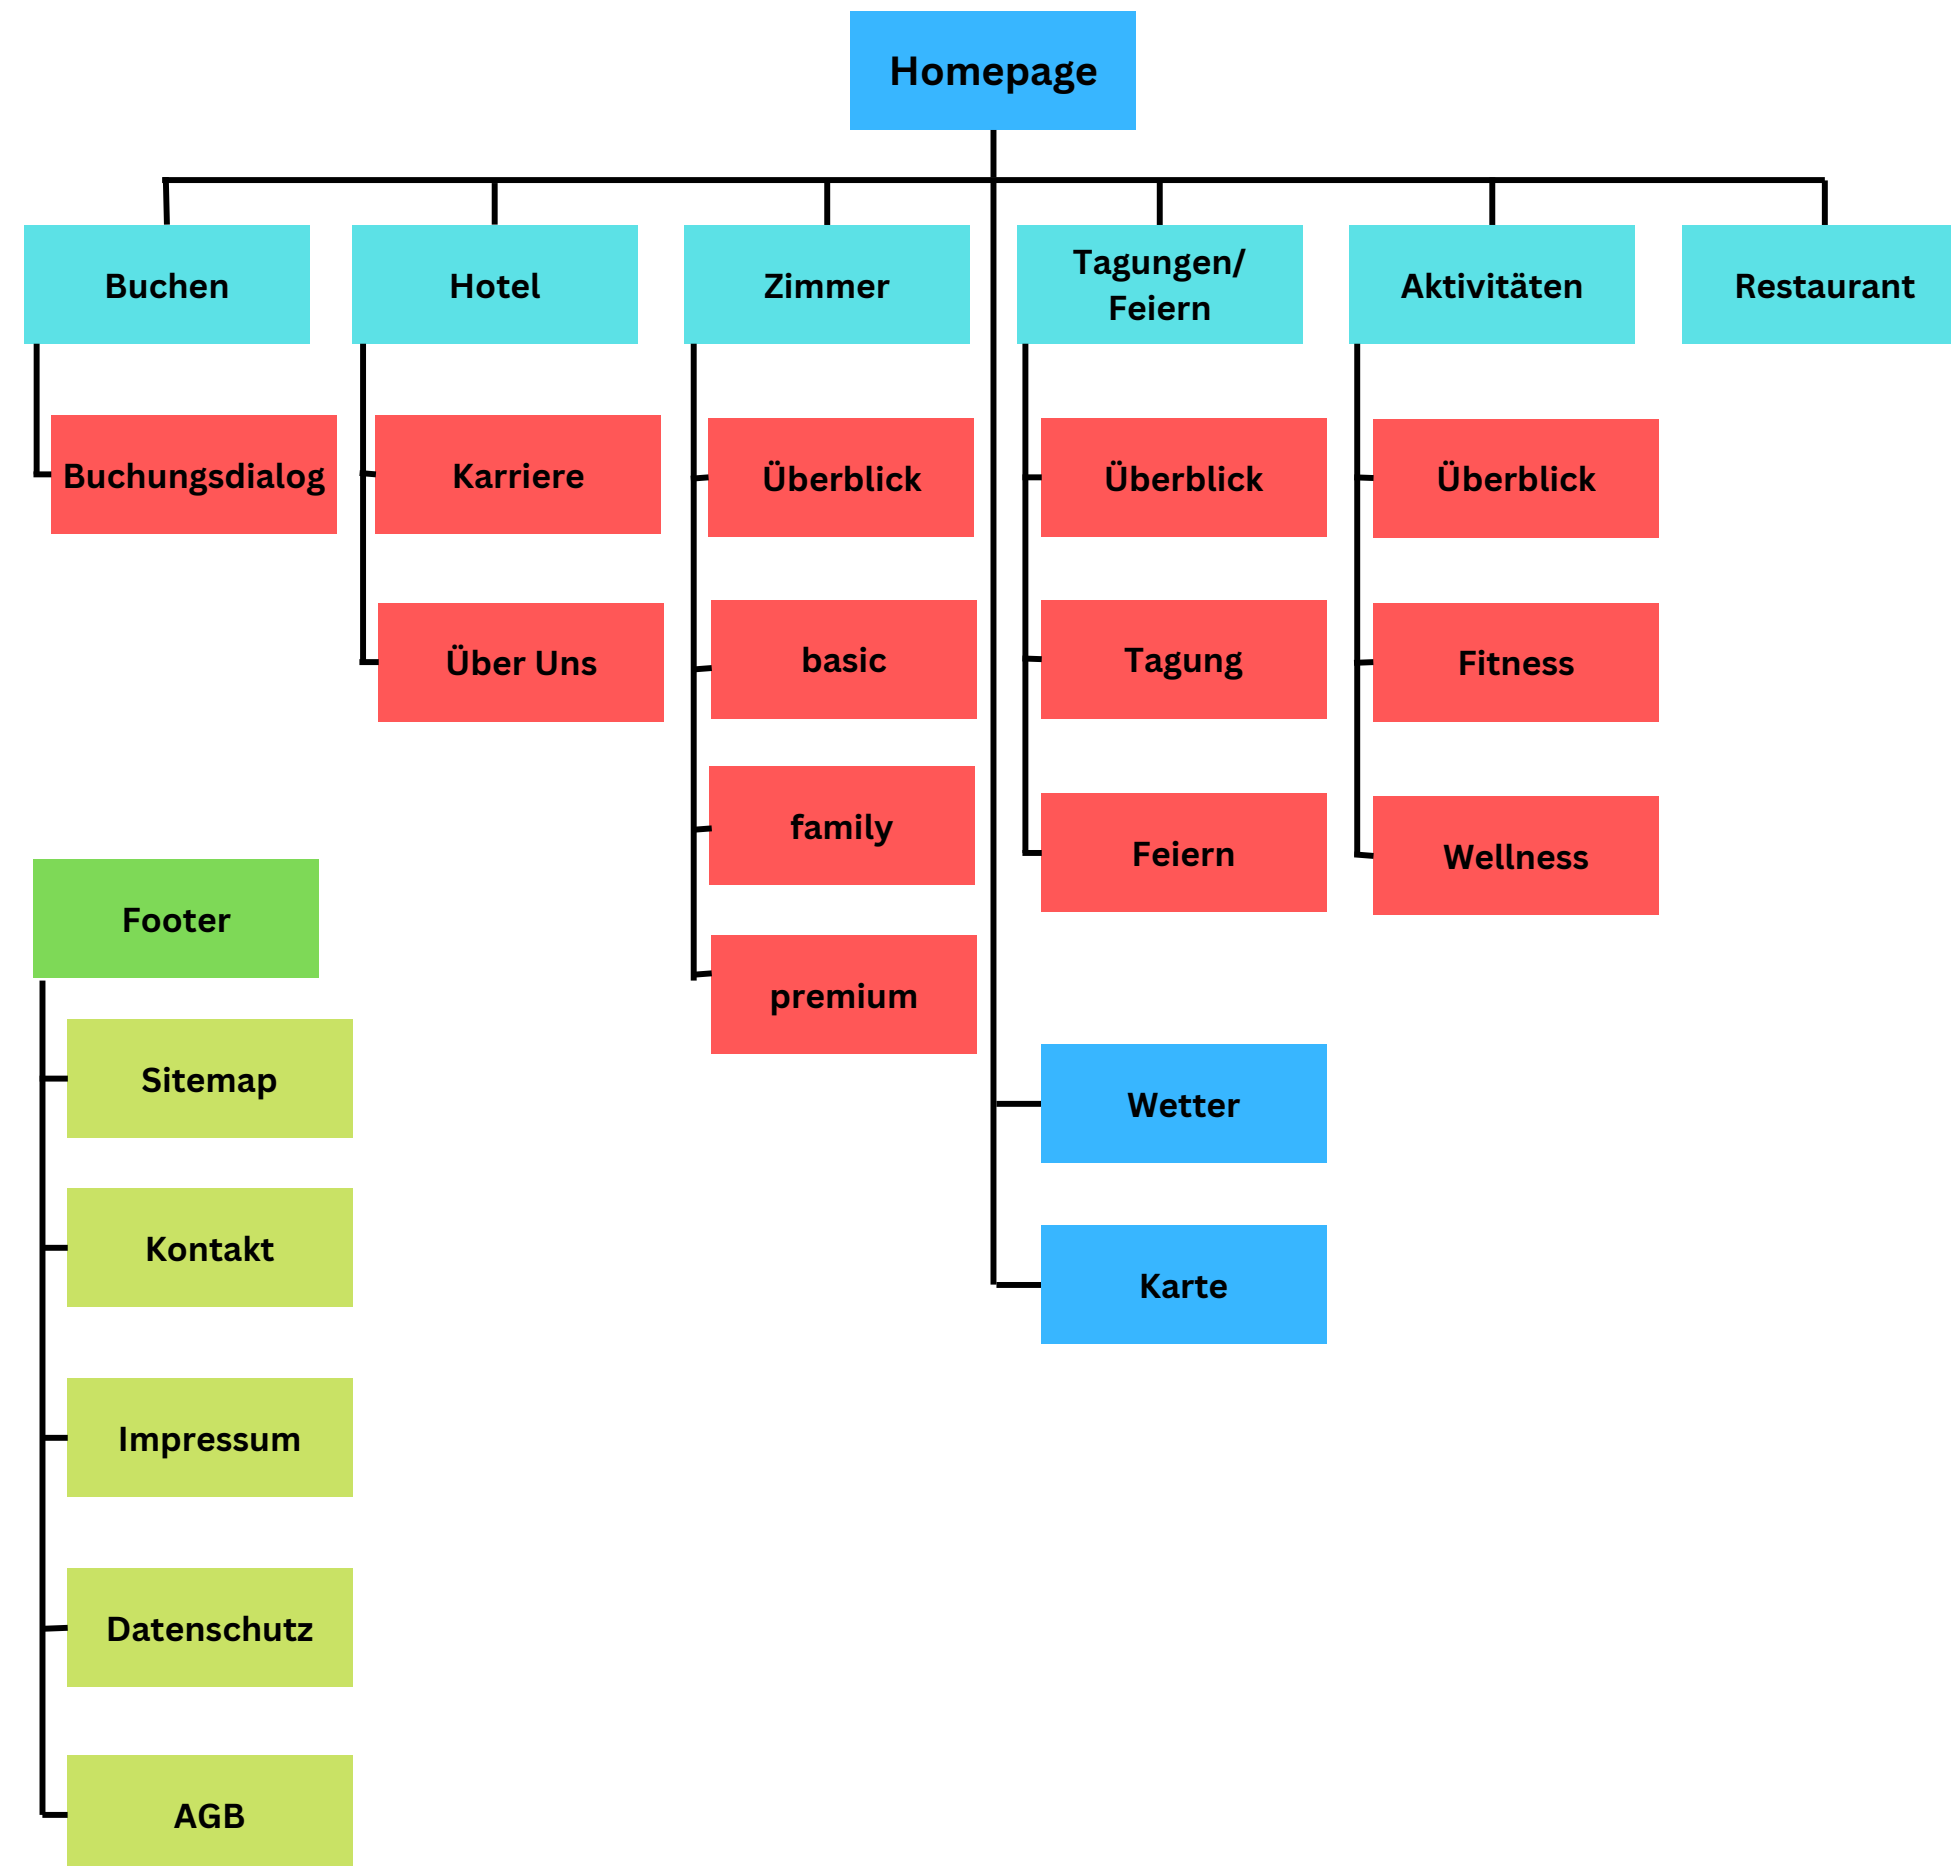 Homepage
Buchen
Hotel
Zimmer
Tagungen/
Feiern
Aktivitäten
Restaurant
Buchungsdialog
Karriere
Über Uns
Überblick
basic
family
premium
Überblick
Tagung
Feiern
Überblick
Fitness
Wellness
Wetter
Karte
Footer
Sitemap
Kontakt
Impressum
Datenschutz
AGB